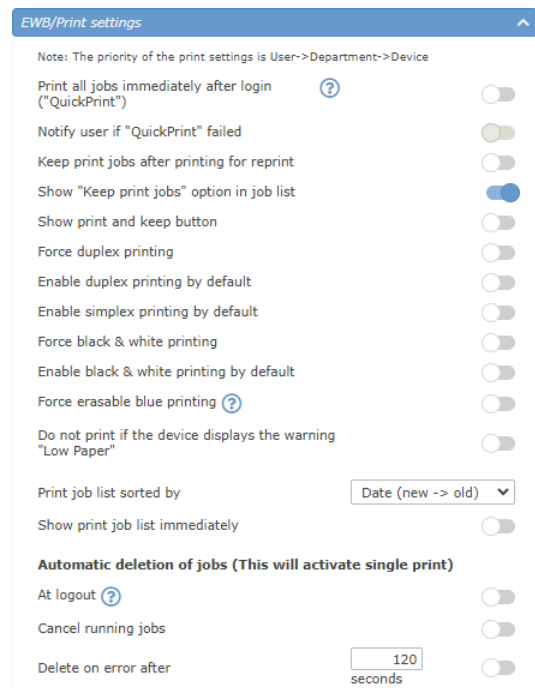 EWB/Print settings
Note: The priority of the print settings is User->Department->Device
Print all jobs immediately after login
("QuickPrint")
?
Notify user if "QuickPrint" failed
Keep print jobs after printing for reprint
Show "Keep print jobs" option in job list
Show print and keep button
Force duplex printing
Enable duplex printing by default
Enable simplex printing by default
Force black & white printing
Enable black & white printing by default
Force erasable blue printing ?
Do not print if the device displays the warning
"Low Paper"
Print job list sorted by Date (new -> old)
Show print job list immediately
Automatic deletion of jobs (This will activate single print)
At logout ?
Cancel running jobs
Delete on error after 120
seconds